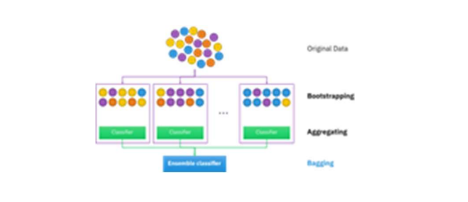 Original Data
Bootstrapping
...
Classifier Classifier Classifier
Aggregating
Ensemble classifier
Bagging